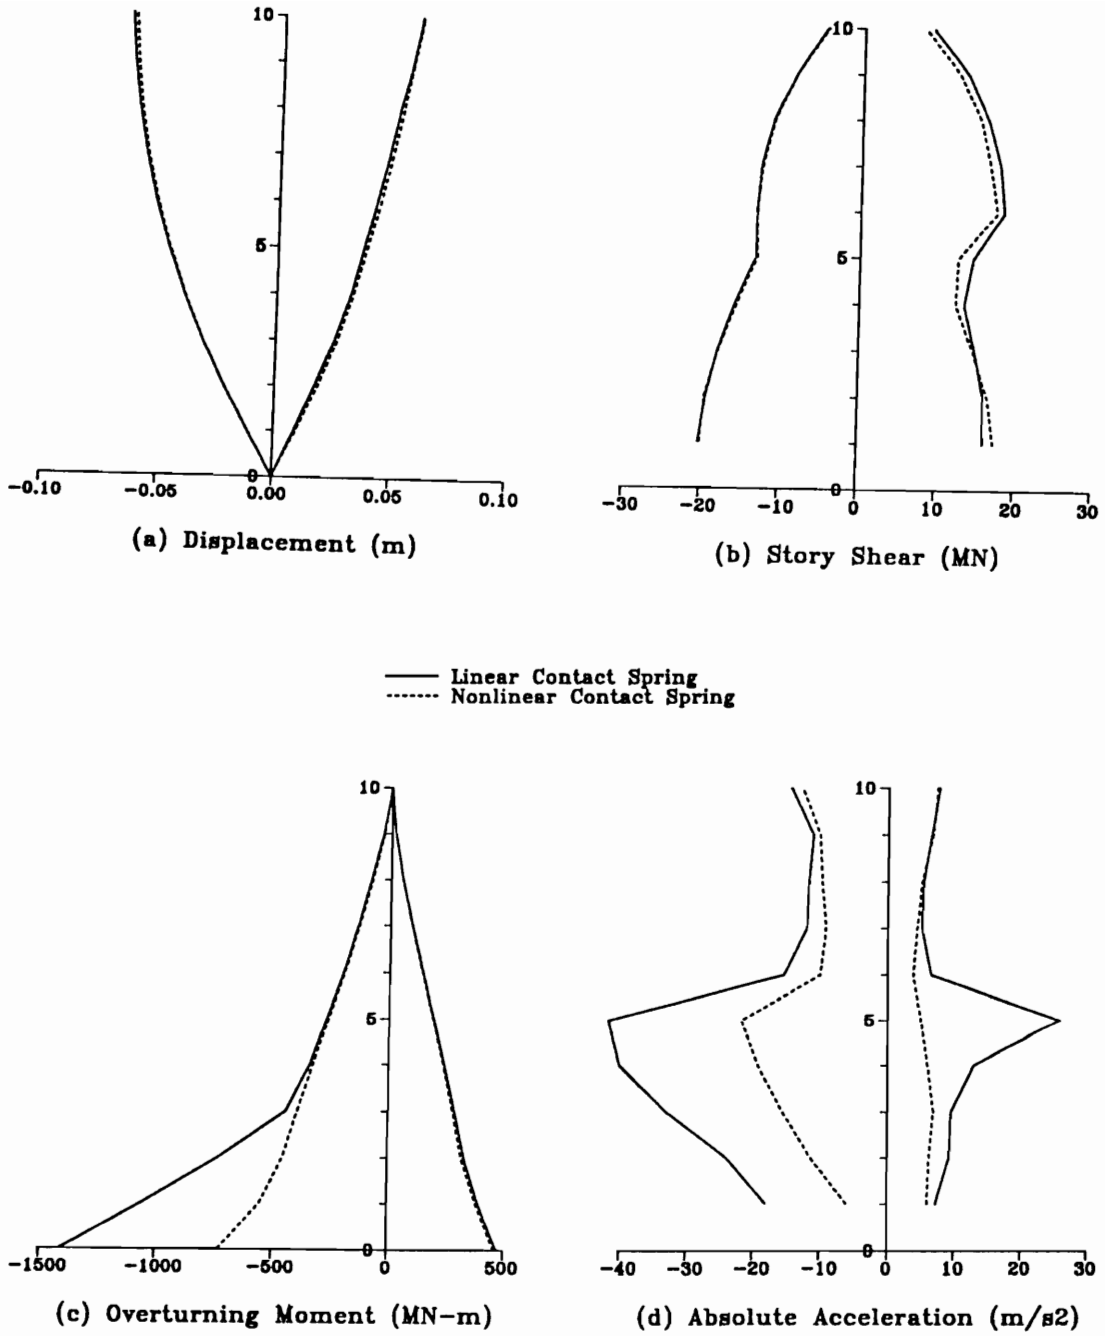 10
5
0
-0.10 -0.05 0.00 0.05 0.10
(a) Displacement (m)
10
5
0
-30 -20 -10 0 10 20 30
(b) Story Shear (MN)
Linear Contact Spring
Nonlinear Contact Spring
10
5
0
-1500 -1000 -500 0 500
(c) Overturning Moment (MN-m)
10
5
0
-40 -30 -20 -10 0 10 20 30
(d) Absolute Acceleration (m/s2)